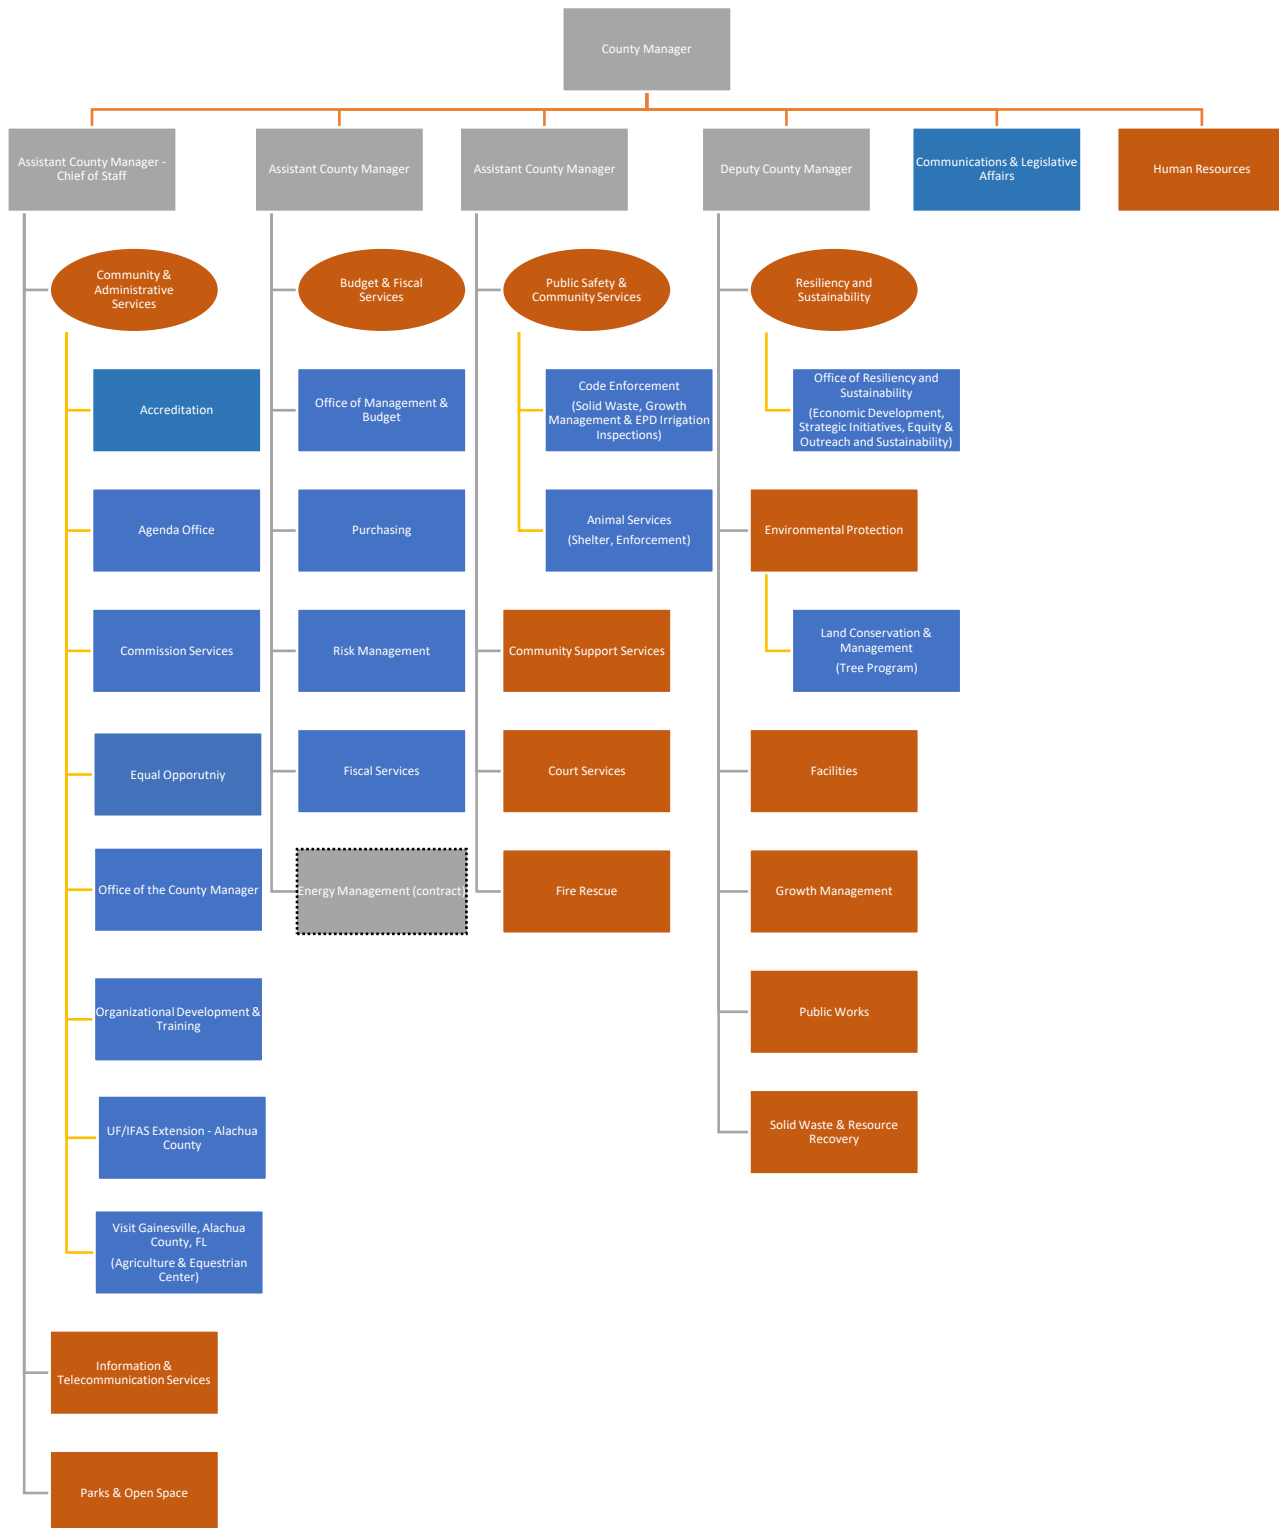 County Manager
Assistant County Manager -
Chief of Staff
Assistant County Manager
Assistant County Manager
Deputy County Manager
Communications & Legislative
Affairs
Human Resources
Community &
Administrative
Services
Accreditation
Agenda Office
Commission Services
Equal Opporutniy
Office of the County Manager
Organizational Development &
Training
UF/IFAS Extension - Alachua
County
Visit Gainesville, Alachua
County, FL
(Agriculture & Equestrian
Center)
Information &
Telecommunication Services
Parks & Open Space
Budget & Fiscal
Services
Office of Management &
Budget
Purchasing
Risk Management
Fiscal Services
Energy Management (contract)
Public Safety &
Community Services
Code Enforcement
(Solid Waste, Growth
Management & EPD Irrigation
Inspections)
Animal Services
(Shelter, Enforcement)
Community Support Services
Court Services
Fire Rescue
Resiliency and
Sustainability
Office of Resiliency and
Sustainability
(Economic Development,
Strategic Initiatives, Equity &
Outreach and Sustainability)
Environmental Protection
Land Conservation &
Management
(Tree Program)
Facilities
Growth Management
Public Works
Solid Waste & Resource
Recovery